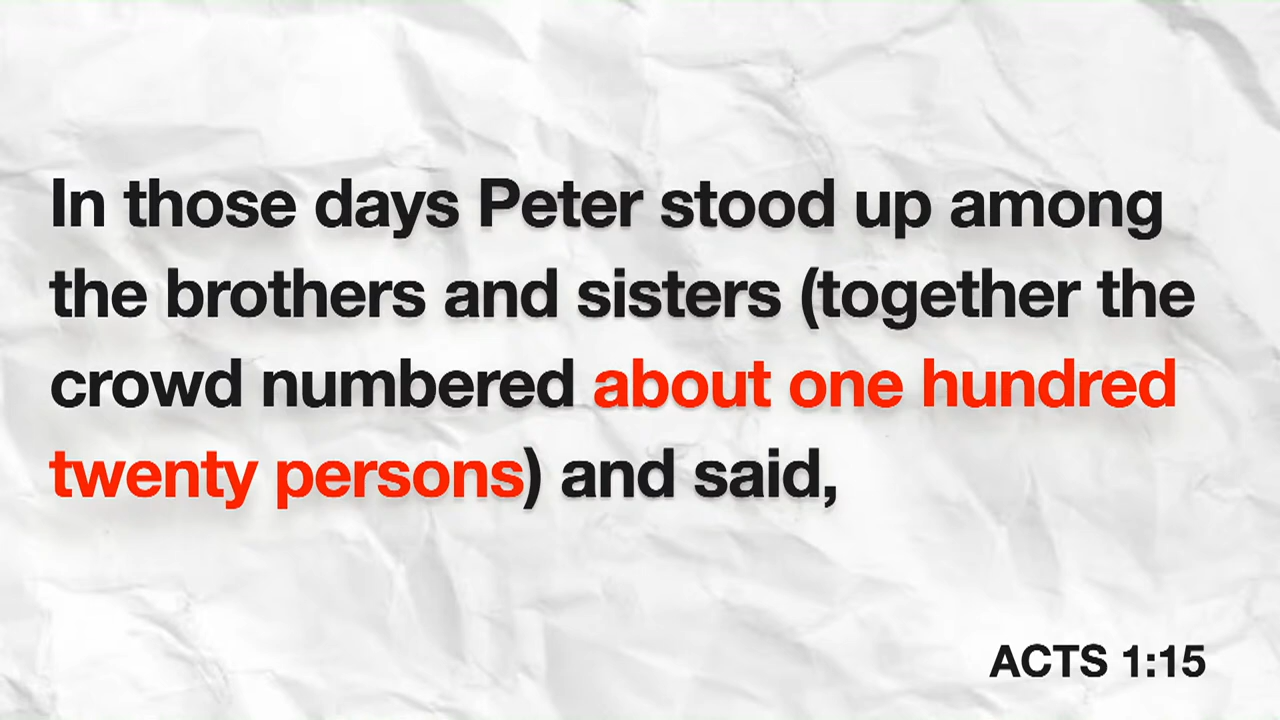 In those days Peter stood up among
the brothers and sisters (together the
crowd numbered about one hundred
twenty persons) and said,
ACTS 1:15